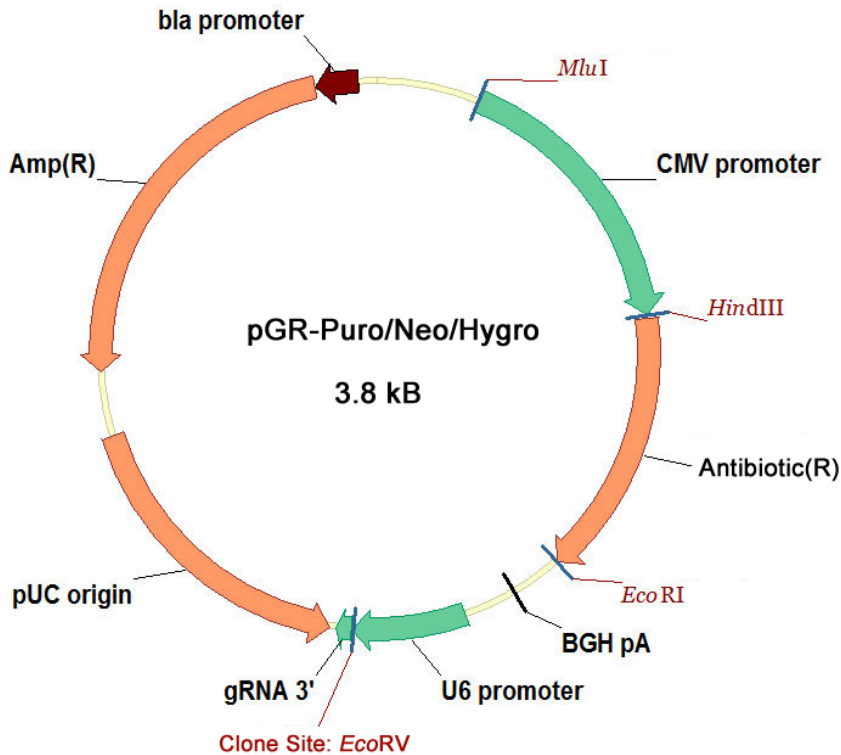 bla promoter
MluI
Amp(R)
CMV promoter
HindIII
pGR-Puro/Neo/Hygro
3.8 kB
Antibiotic(R)
EcoRI
pUC origin
BGH pA
gRNA 3'
U6 promoter
Clone Site: EcoRV